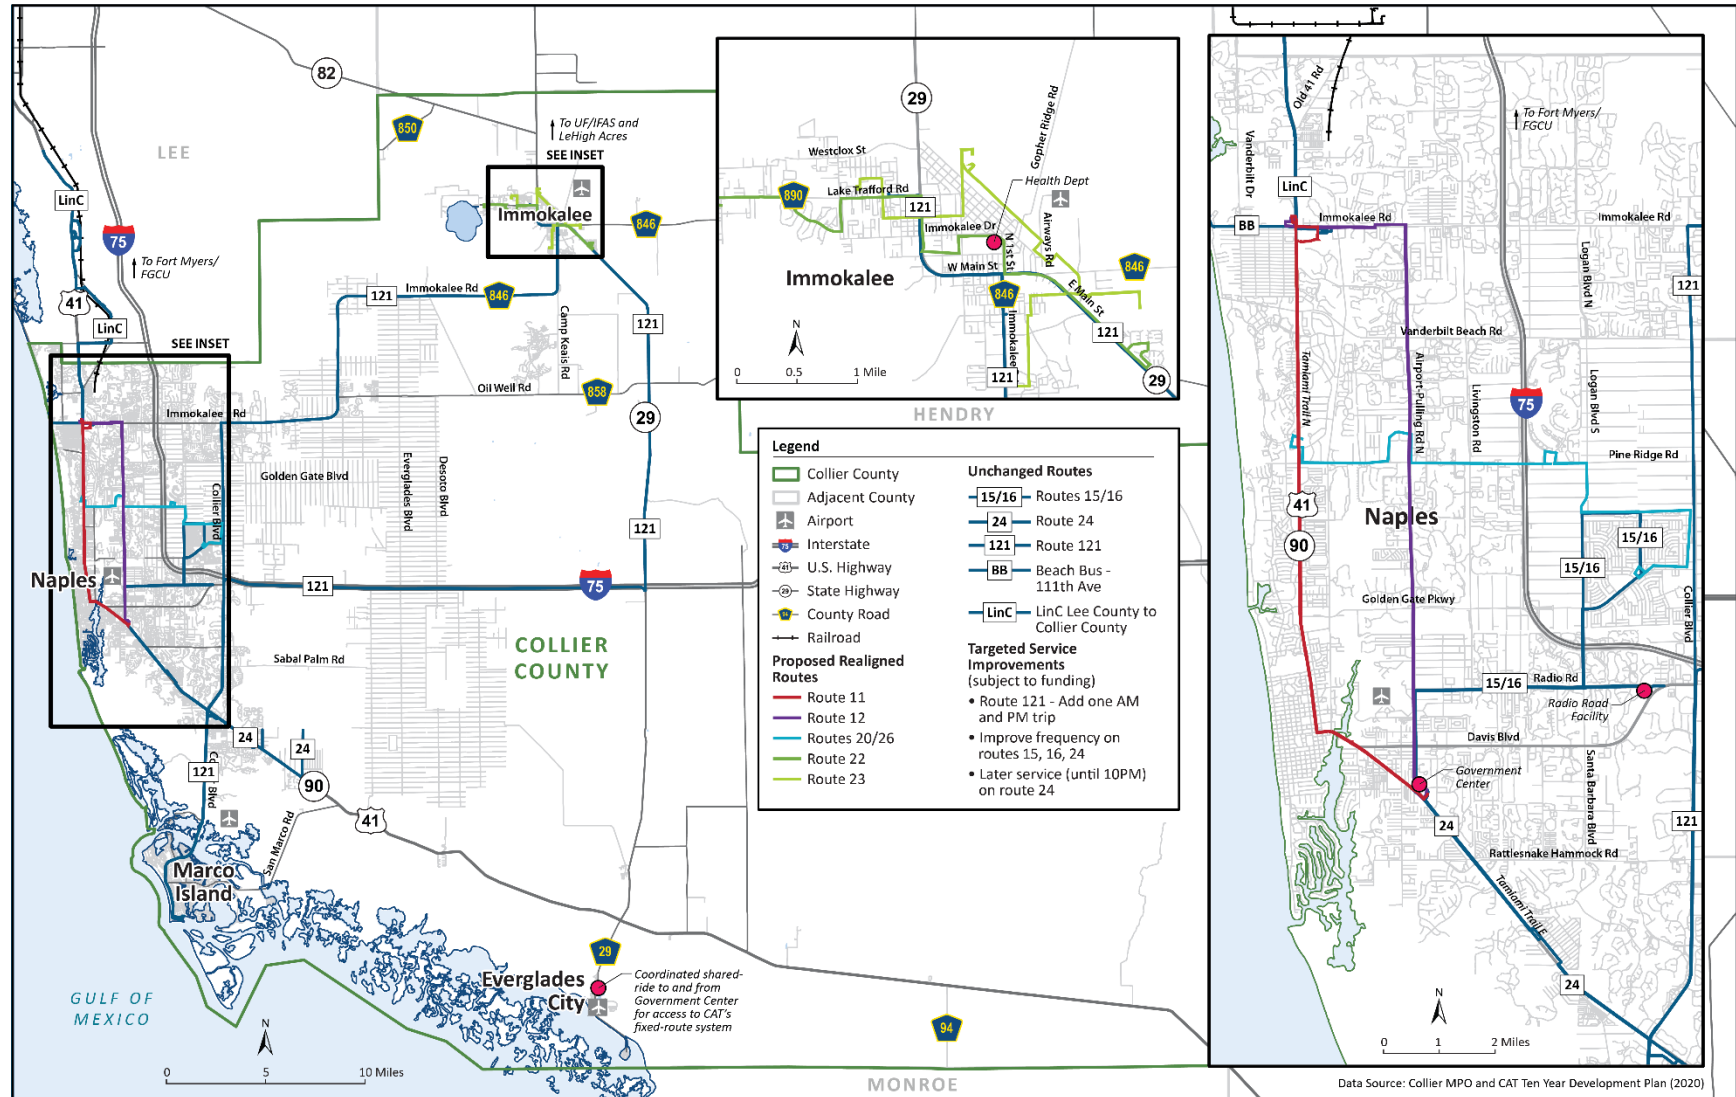 82
850
To UF/IFAS and
LeHigh Acres
SEE INSET
LEE
LinC
75
To Fort Myers/
FGCU
Immokalee
846
41
LinC
121
Immokalee Rd
846
Camp Keais Rd
121
SEE INSET
Oil Well Rd
858
Immokalee Rd
29
Golden Gate Blvd
Everglades Blvd
Desoto Blvd
Collier Blvd
121
Naples
121
75
COLLIER
COUNTY
Sabal Palm Rd
24
24
121
Blvd
90
41
San Marco Rd
Marco
Island
29
Everglades
City
Coordinated shared-
ride to and from
Government Center
for access to CAT's
fixed-route system
GULF OF
MEXICO
N
0 5 10 Miles
94
MONROE
HENDRY
29
Gopher Ridge Rd
Westclox St
Health Dept
890
Lake Trafford Rd
121
Immokalee Dr
N 1st St
Airways Rd
W Main St
846
846
Immokalee
E Main St
Immokalee
121
121
29
N
0 0.5 1 Mile
Legend
Collier County
Adjacent County
Airport
75 Interstate
41 U.S. Highway
29 State Highway
County Road
Railroad
Proposed Realigned
Routes
Route 11
Route 12
Routes 20/26
Route 22
Route 23
Unchanged Routes
15/16 Routes 15/16
24 Route 24
121 Route 121
BB Beach Bus -
111th Ave
LinC LinC Lee County to
Collier County
Targeted Service
Improvements
(subject to funding)
• Route 121 - Add one AM
and PM trip
• Improve frequency on
routes 15, 16, 24
• Later service (until 10PM)
on route 24
Old 41 Rd
To Fort Myers/
FGCU
Vanderbilt Dr
LinC
BB
Immokalee Rd
Immokalee Rd
Logan Blvd N
121
Vanderbilt Beach Rd
Tamiami Trail N
Airport-Pulling Rd N
Livingston Rd
75
Logan Blvd S
Pine Ridge Rd
41
Naples
90
15/16
15/16
Golden Gate Pkwy
Collier Blvd
15/16
Radio Rd
Radio Road
Facility
Davis Blvd
Government
Center
Santa Barbara Blvd
24
121
Rattlesnake Hammock Rd
Tamiami Trail E
24
N
0 1 2 Miles
Data Source: Collier MPO and CAT Ten Year Development Plan (2020)